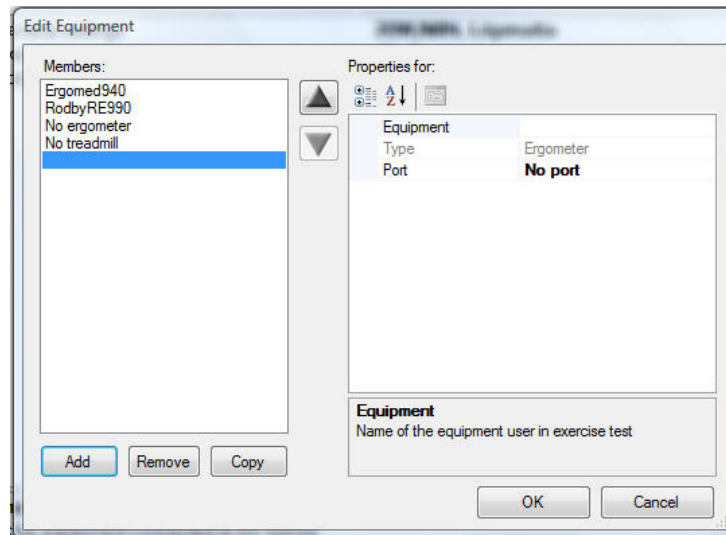 Edit Equipment
Members:
Ergomed940
RodbyRE990
No ergometer
No treadmill
Add
Remove
Copy
Properties for:
Equipment
Type Ergometer
Port No port
Equipment
Name of the equipment user in exercise test
OK
Cancel